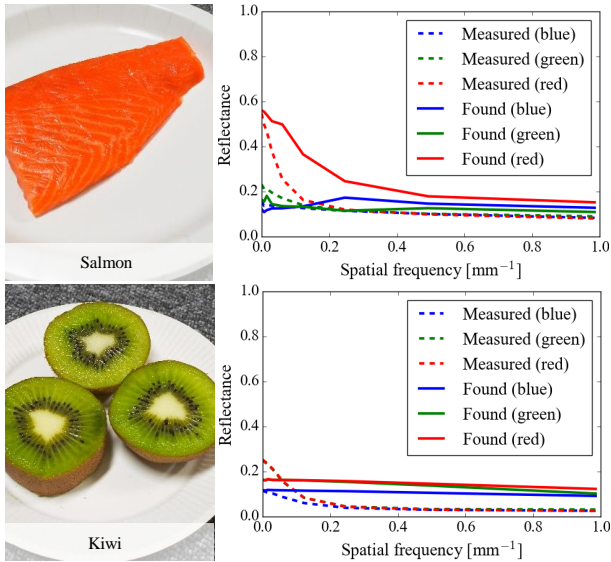 Salmon
1.0
0.8
0.6
0.4
0.2
0.0
Reflectance
Measured (blue)
Measured (green)
Measured (red)
Found (blue)
Found (green)
Found (red)
0.0 0.2 0.4 0.6 0.8 1.0
Spatial frequency [mm⁻¹]
Kiwi
1.0
0.8
0.6
0.4
0.2
0.0
Reflectance
Measured (blue)
Measured (green)
Measured (red)
Found (blue)
Found (green)
Found (red)
0.0 0.2 0.4 0.6 0.8 1.0
Spatial frequency [mm⁻¹]